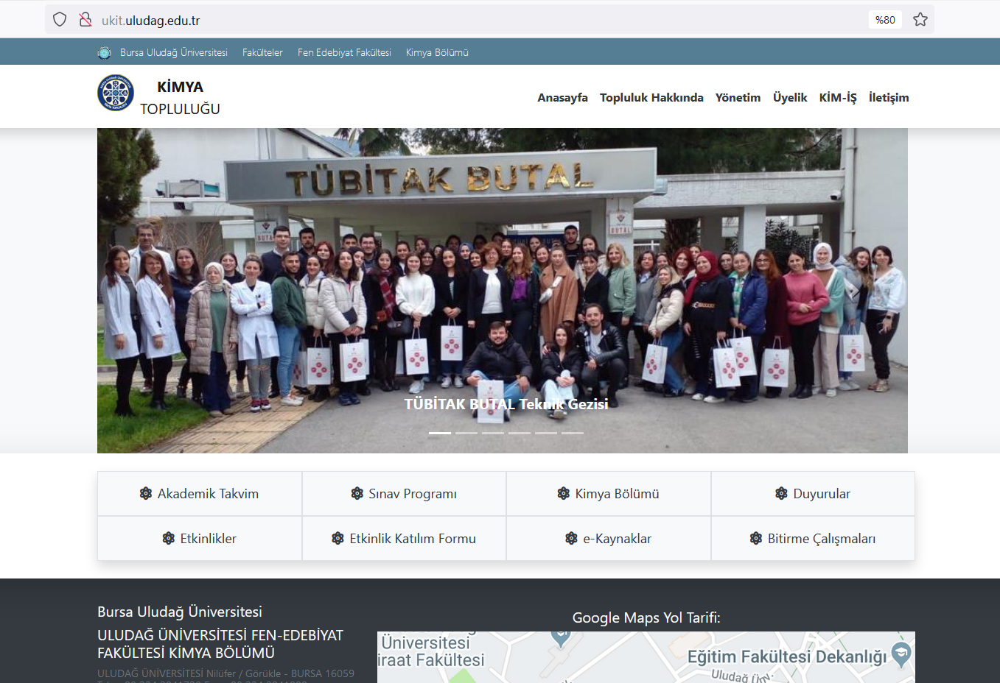 ukit.uludag.edu.tr %80
Bursa Uludağ Üniversitesi Fakülteler Fen Edebiyat Fakültesi Kimya Bölümü
KİMYA
TOPLULUĞU
Anasayfa Topluluk Hakkında Yönetim Üyelik KİM-İŞ İletişim
TÜBİTAK BUTAL
BUTAL
BUTAL
TÜBİTAK BUTAL Teknik Gezisi
Akademik Takvim Sınav Programı Kimya Bölümü Duyurular
Etkinlikler Etkinlik Katılım Formu e-Kaynaklar Bitirme Çalışmaları
Bursa Uludağ Üniversitesi
ULUDAĞ ÜNİVERSİTESİ FEN-EDEBİYAT
FAKÜLTESİ KİMYA BÖLÜMÜ
ULUDAĞ ÜNİVERSİTESİ Nilüfer / Görükle - BURSA 16059
Google Maps Yol Tarifi:
Üniversitesi
iraat Fakültesi
Eğitim Fakültesi Dekanlığı
Uludağ Üny.